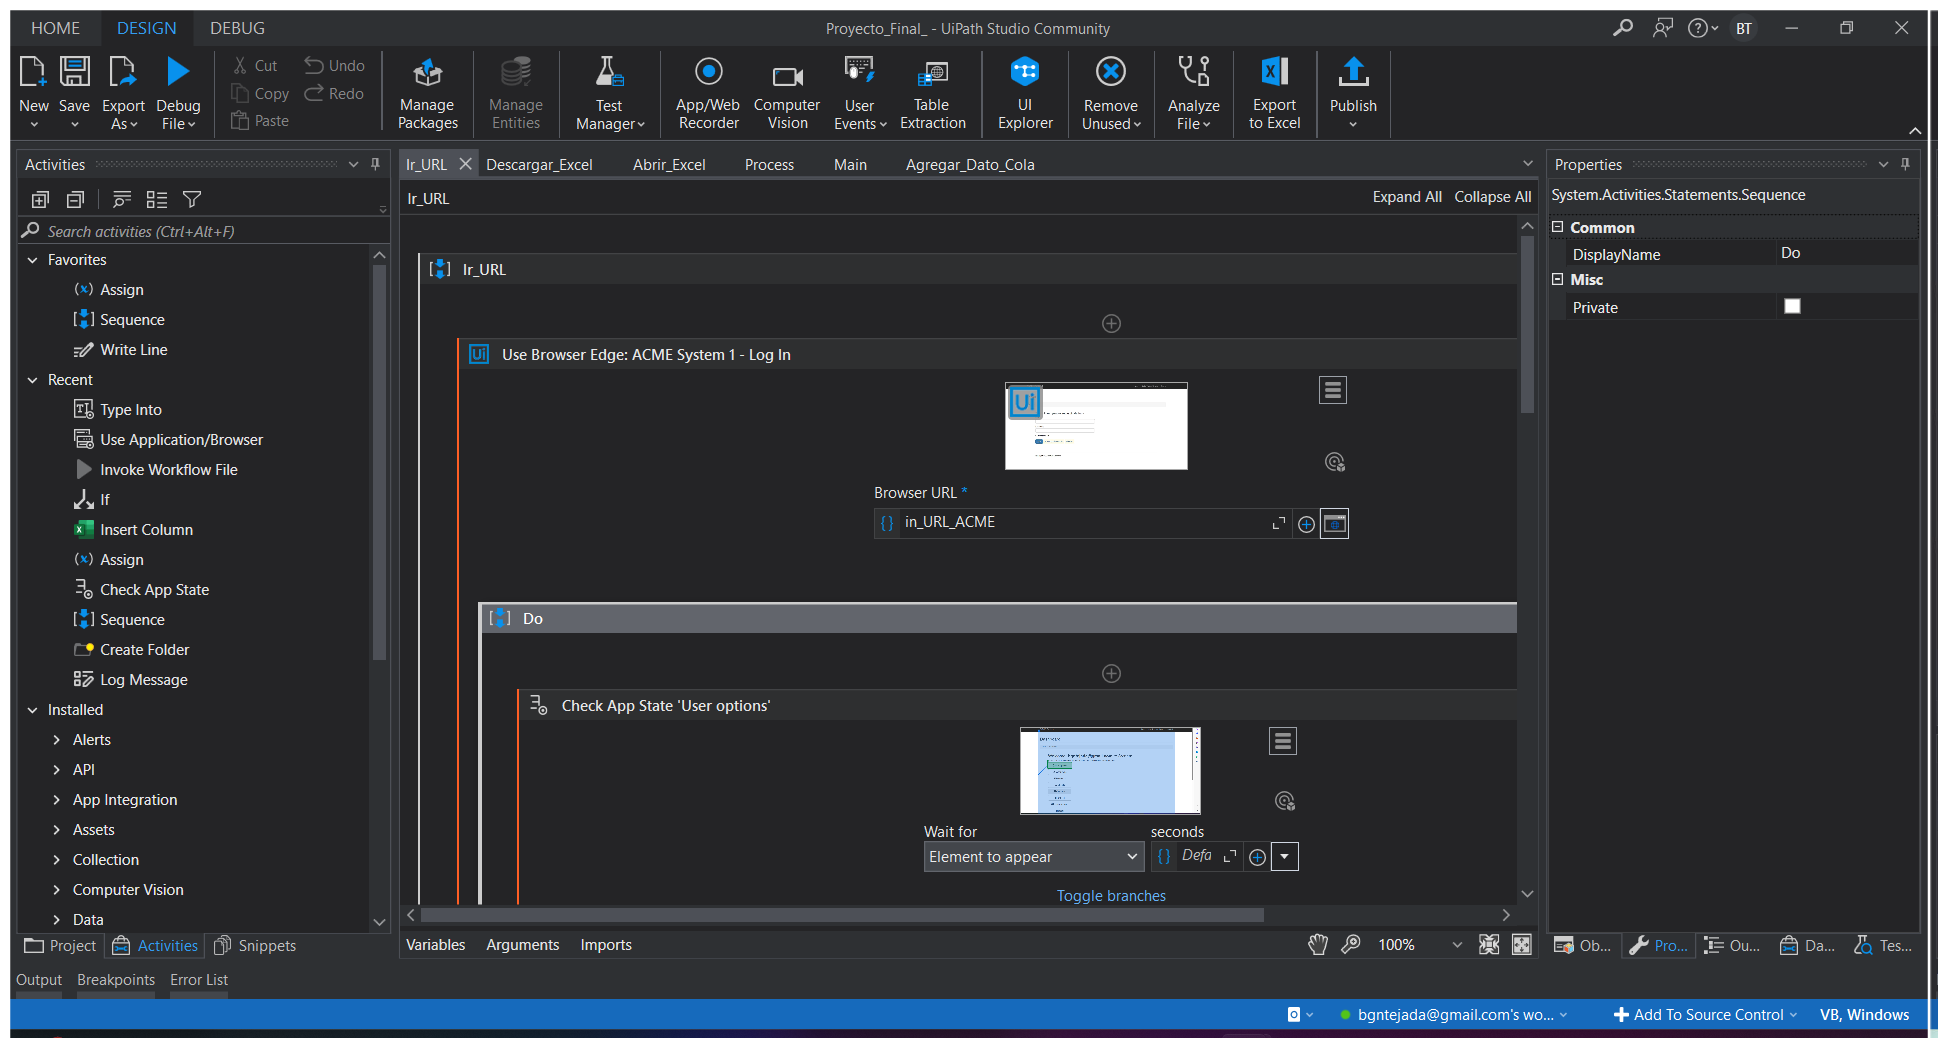 HOME DESIGN DEBUG
Proyecto_Final_ - UiPath Studio Community
BT
New
Save
Export As
Debug File
Cut
Copy
Paste
Undo
Redo
Manage Packages
Manage Entities
Test Manager
App/Web Recorder
Computer Vision
User Events
Table Extraction
UI Explorer
Remove Unused
Analyze File
Export to Excel
Publish
Activities
Search activities (Ctrl+Alt+F)
Favorites
Assign
Sequence
Write Line
Recent
Type Into
Use Application/Browser
Invoke Workflow File
If
Insert Column
Assign
Check App State
Sequence
Create Folder
Log Message
Installed
Alerts
API
App Integration
Assets
Collection
Computer Vision
Data
Project Activities Snippets
Ir_URL Descargar_Excel Abrir_Excel Process Main Agregar_Dato_Cola
Ir_URL
Expand All Collapse All
Ir_URL
Ui Use Browser Edge: ACME System 1 - Log In
Ui
Browser URL *
in_URL_ACME
Do
Check App State 'User options'
Wait for seconds
Element to appear Defa
Toggle branches
Variables Arguments Imports
100%
Properties
System.Activities.Statements.Sequence
Common
DisplayName Do
Misc
Private
Ob... Pro... Ou... Da... Tes...
Output Breakpoints Error List
bgntejada@gmail.com's wo... Add To Source Control VB, Windows